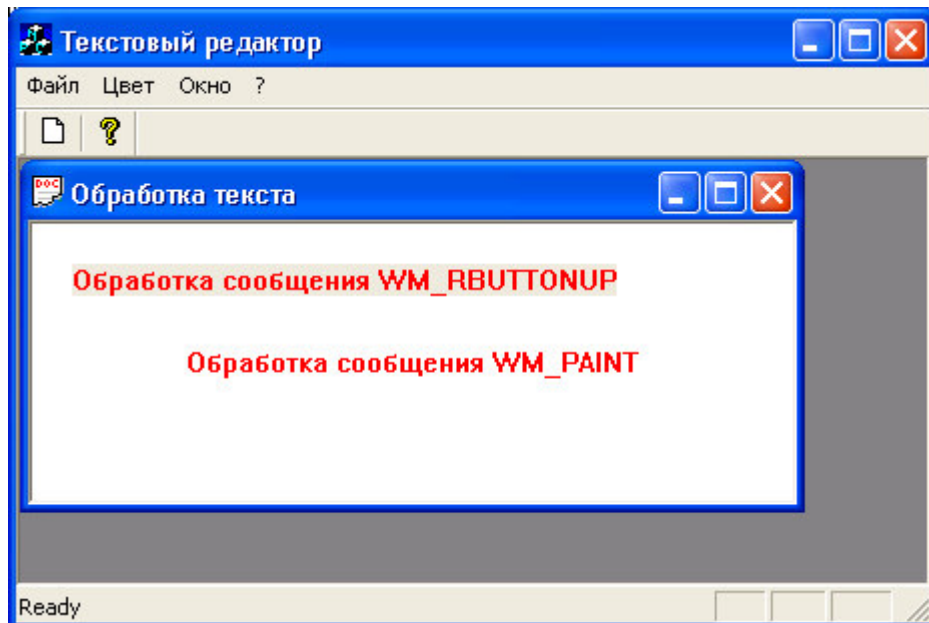 Текстовый редактор
Файл Цвет Окно ?
Обработка текста
Обработка сообщения WM_RBUTTONUP
Обработка сообщения WM_PAINT
Ready